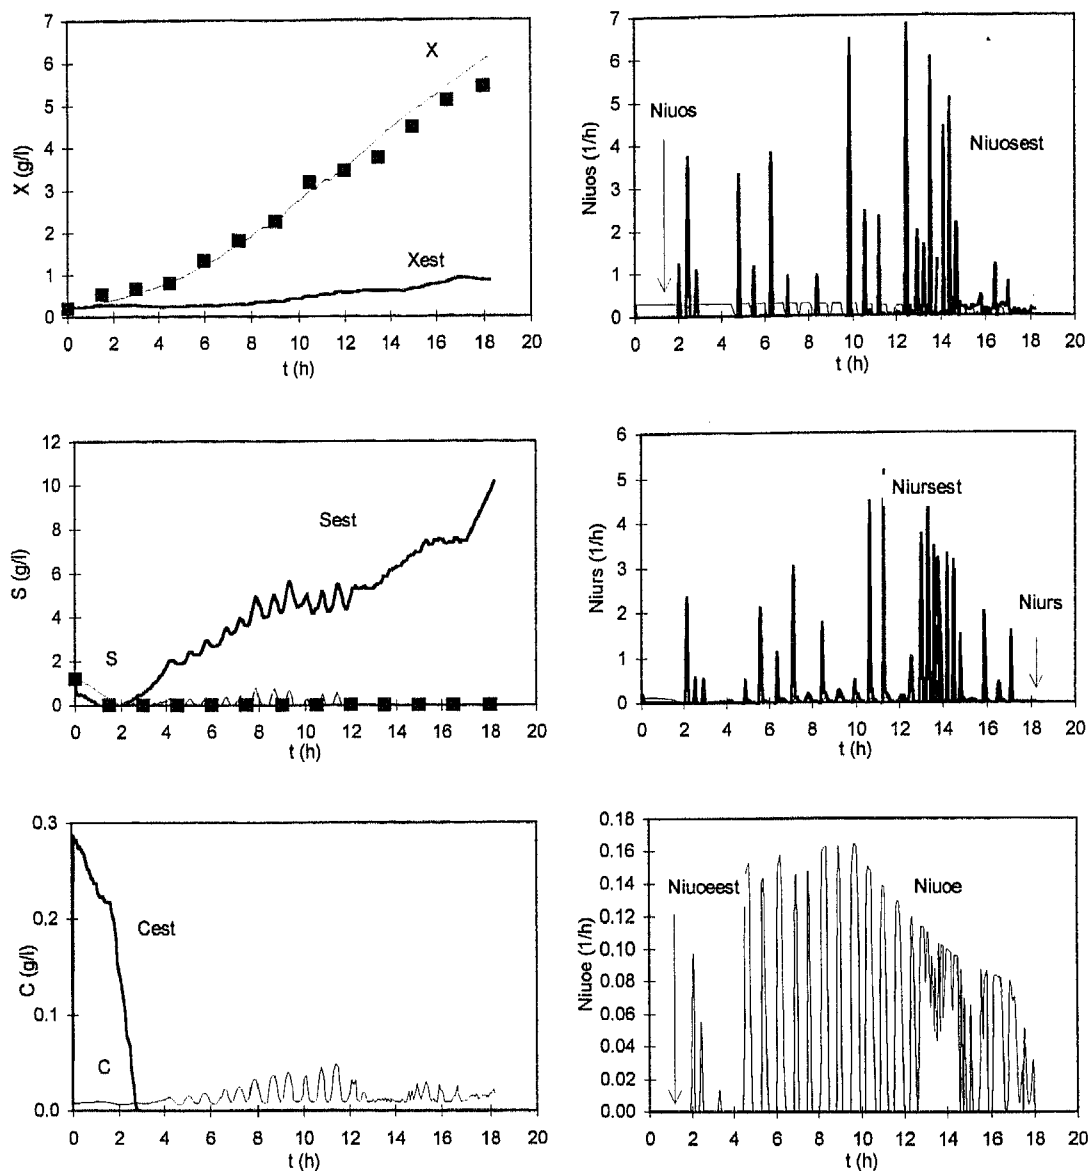 7
6
5
4
3
2
1
0
X (g/l)
X
Xest
0 2 4 6 8 10 12 14 16 18 20
t (h)
7
6
5
4
3
2
1
0
Niuos (1/h)
Niuos
Niuosest
0 2 4 6 8 10 12 14 16 18 20
t (h)
12
10
8
6
4
2
0
S (g/l)
Sest
S
0 2 4 6 8 10 12 14 16 18 20
t (h)
6
5
4
3
2
1
0
Niurs (1/h)
Niursest
Niurs
0 2 4 6 8 10 12 14 16 18 20
t (h)
0.3
0.2
0.1
0.0
C (g/l)
Cest
C
0 2 4 6 8 10 12 14 16 18 20
t (h)
0.18
0.16
0.14
0.12
0.10
0.08
0.06
0.04
0.02
0.00
Niuoe (1/h)
Niuoeest
Niuoe
0 2 4 6 8 10 12 14 16 18 20
t (h)